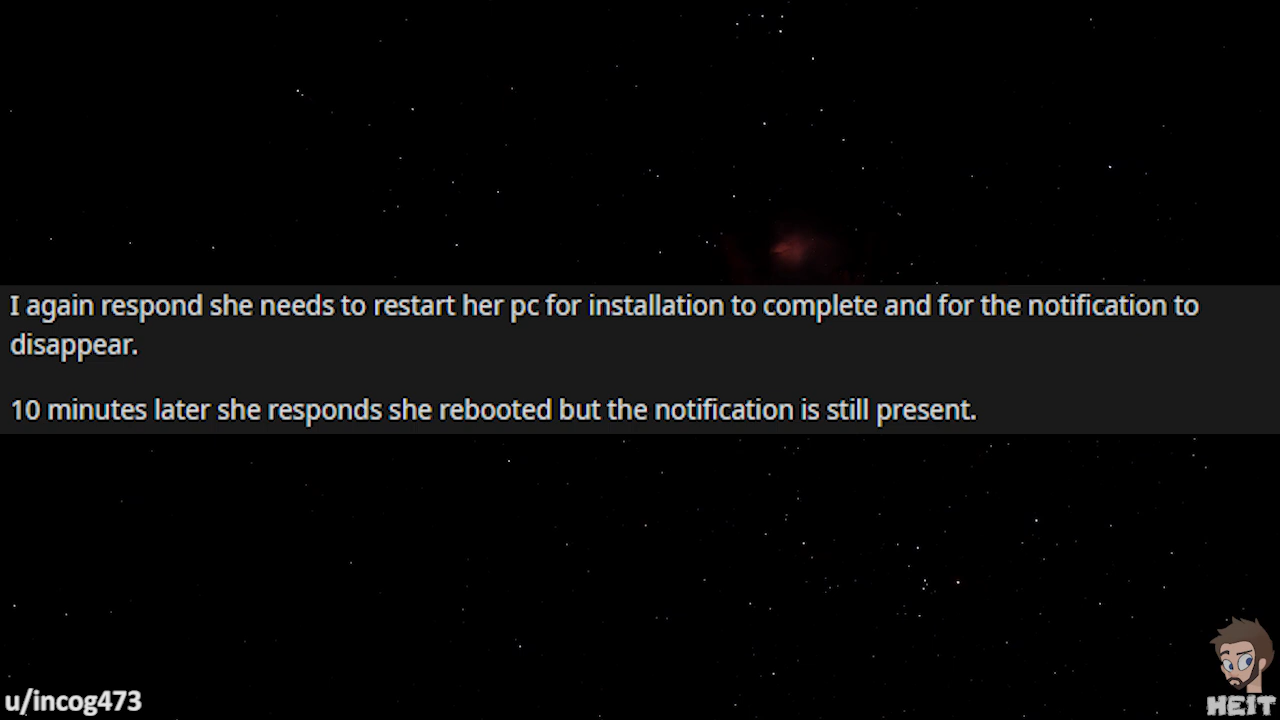 I again respond she needs to restart her pc for installation to complete and for the notification to
disappear.
10 minutes later she responds she rebooted but the notification is still present.
u/incog473
HEIT